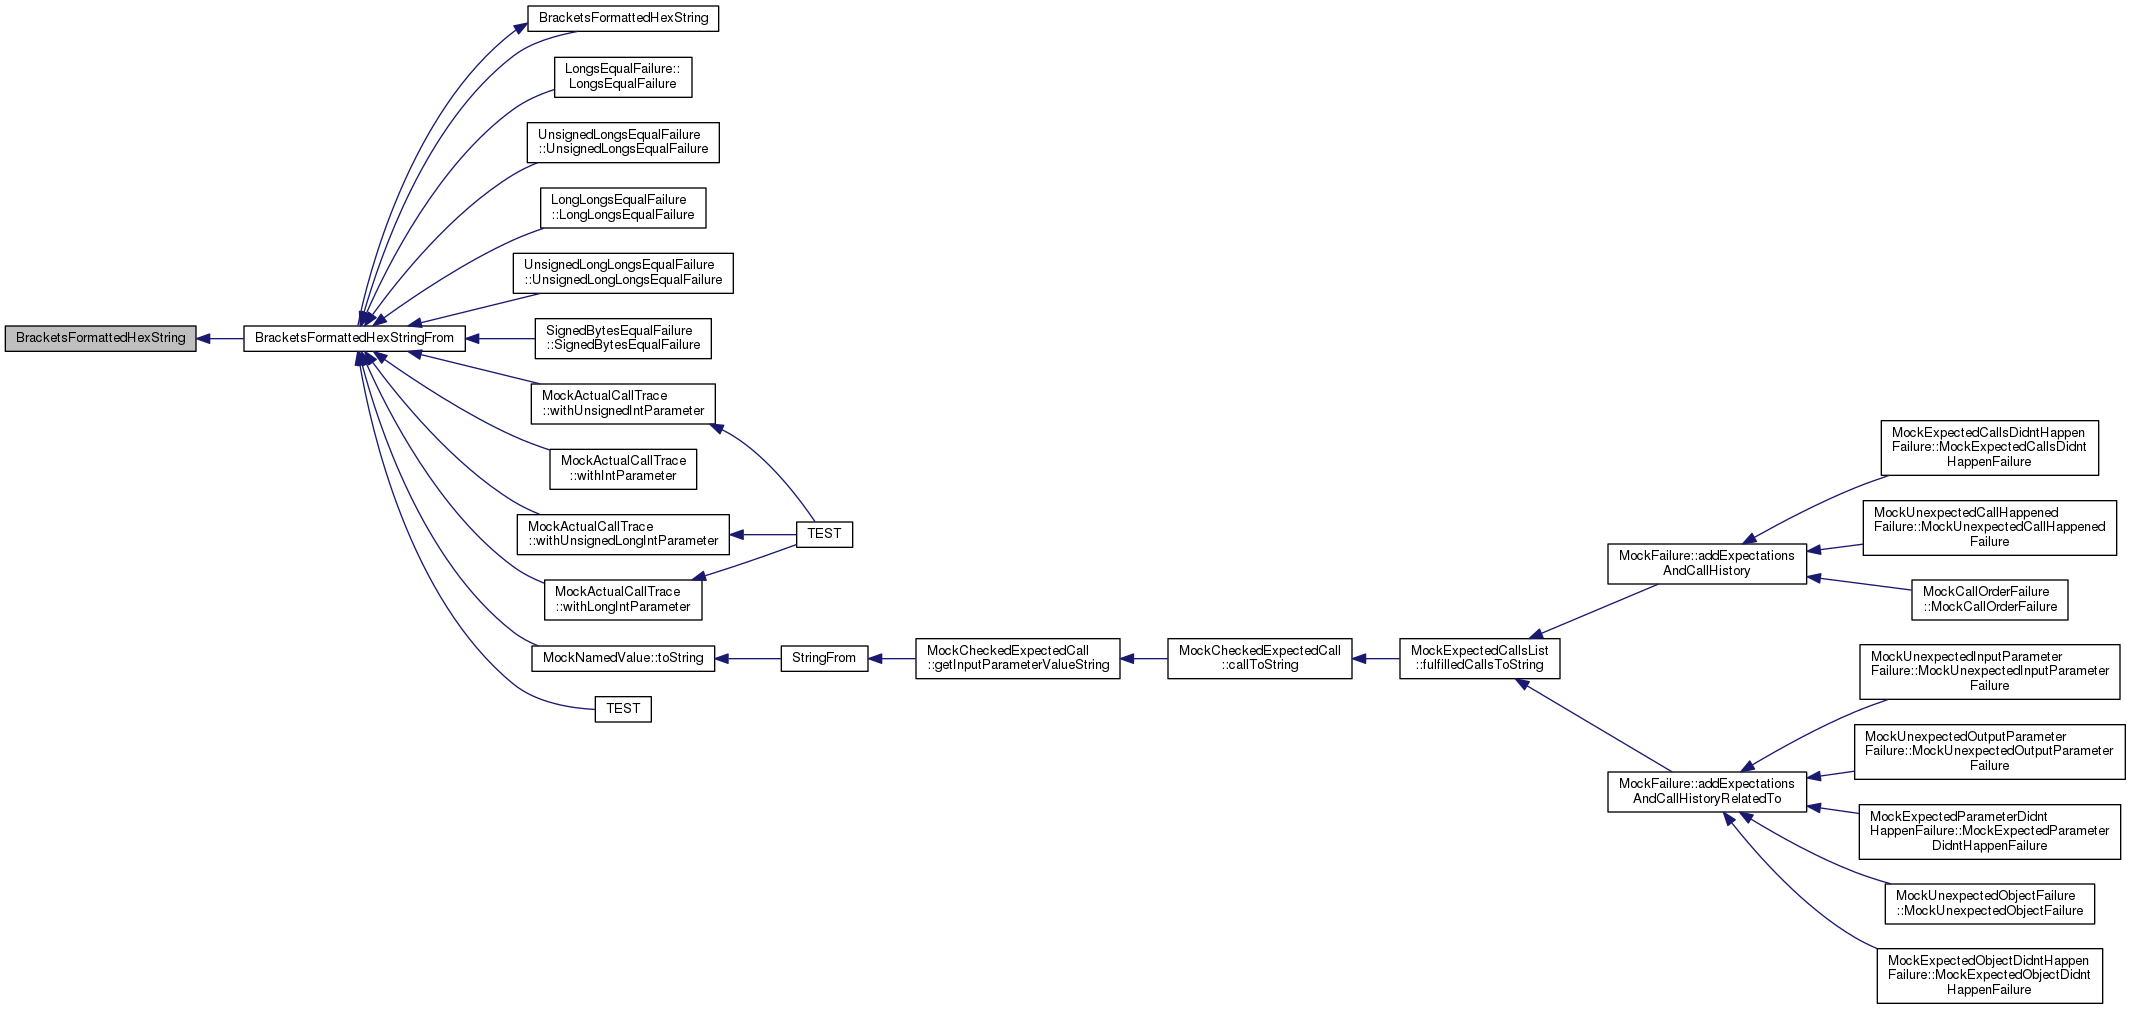 BracketsFormattedHexString
BracketsFormattedHexStringFrom
BracketsFormattedHexString
LongsEqualFailure::
LongsEqualFailure
UnsignedLongsEqualFailure
::UnsignedLongsEqualFailure
LongLongsEqualFailure
::LongLongsEqualFailure
UnsignedLongLongsEqualFailure
::UnsignedLongLongsEqualFailure
SignedBytesEqualFailure
::SignedBytesEqualFailure
MockActualCallTrace
::withUnsignedIntParameter
MockActualCallTrace
::withIntParameter
MockActualCallTrace
::withUnsignedLongIntParameter
MockActualCallTrace
::withLongIntParameter
MockNamedValue::toString
TEST
TEST
StringFrom
MockCheckedExpectedCall
::getInputParameterValueString
MockCheckedExpectedCall
::callToString
MockExpectedCallsList
::fulfilledCallsToString
MockFailure::addExpectations
AndCallHistory
MockFailure::addExpectations
AndCallHistoryRelatedTo
MockExpectedCallsDidntHappen
Failure::MockExpectedCallsDidnt
HappenFailure
MockUnexpectedCallHappened
Failure::MockUnexpectedCallHappened
Failure
MockCallOrderFailure
::MockCallOrderFailure
MockUnexpectedInputParameter
Failure::MockUnexpectedInputParameter
Failure
MockUnexpectedOutputParameter
Failure::MockUnexpectedOutputParameter
Failure
MockExpectedParameterDidnt
HappenFailure::MockExpectedParameter
DidntHappenFailure
MockUnexpectedObjectFailure
::MockUnexpectedObjectFailure
MockExpectedObjectDidntHappen
Failure::MockExpectedObjectDidnt
HappenFailure